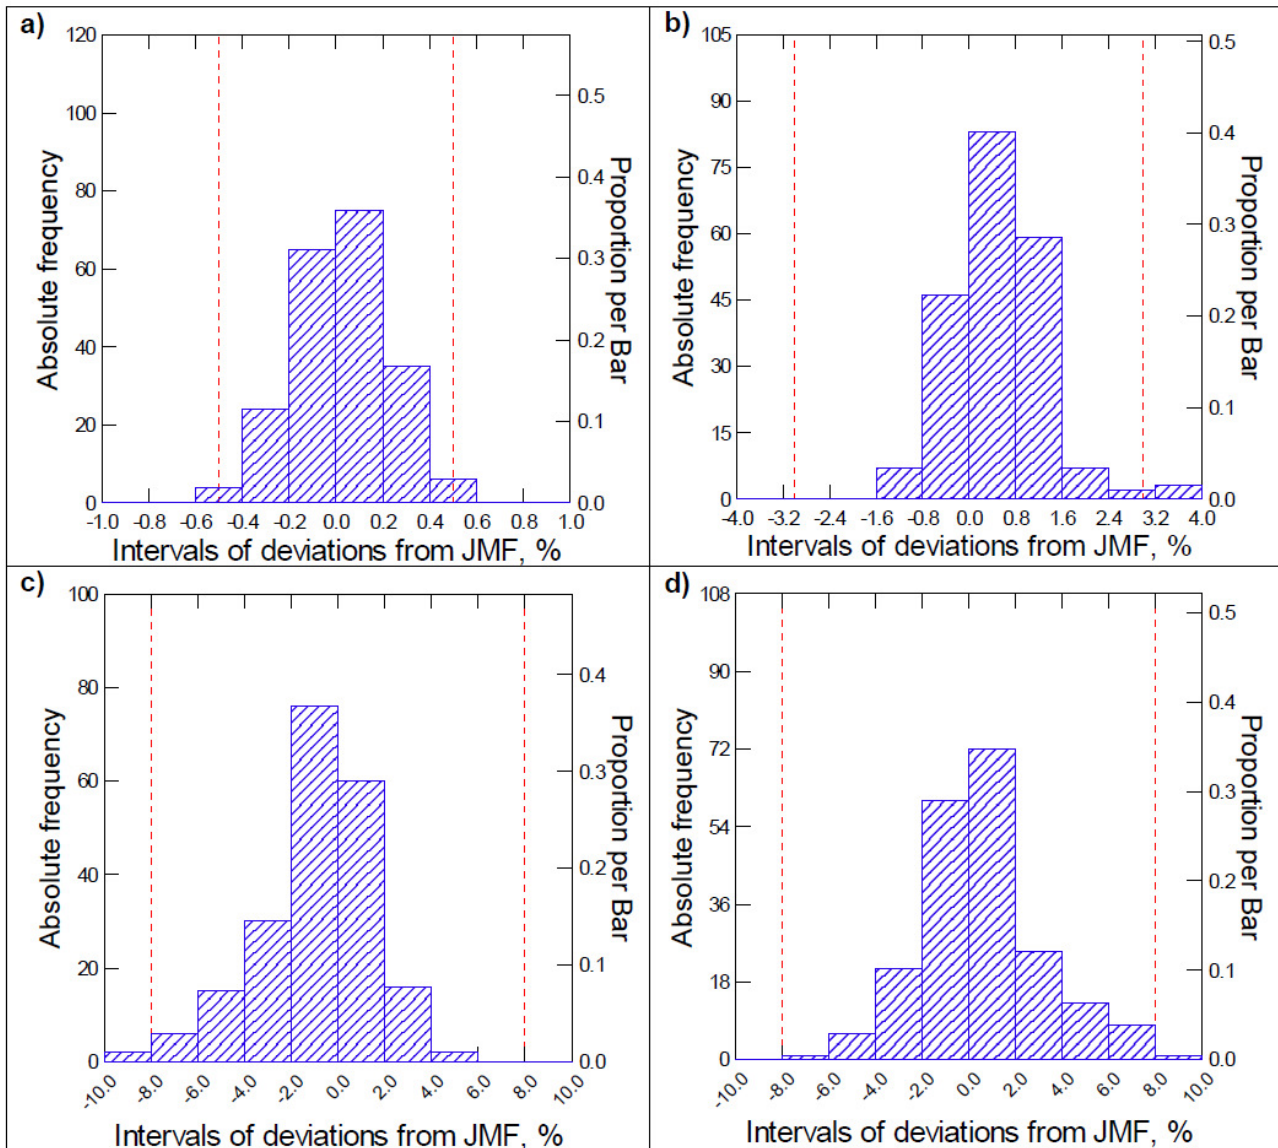 a)
120
100
80
60
40
20
0
Absolute frequency
0.5
0.4
0.3
0.2
0.1
0.0
Proportion per Bar
-1.0 -0.8 -0.6 -0.4 -0.2 0.0 0.2 0.4 0.6 0.8 1.0
Intervals of deviations from JMF, %
b)
105
90
75
60
45
30
15
0
Absolute frequency
0.5
0.4
0.3
0.2
0.1
0.0
Proportion per Bar
-4.0 -3.2 -2.4 -1.6 -0.8 0.0 0.8 1.6 2.4 3.2 4.0
Intervals of deviations from JMF, %
c)
100
80
60
40
20
0
Absolute frequency
0.4
0.3
0.2
0.1
0.0
Proportion per Bar
-10.0 -8.0 -6.0 -4.0 -2.0 0.0 2.0 4.0 6.0 8.0 10.0
Intervals of deviations from JMF, %
d)
108
90
72
54
36
18
0
Absolute frequency
0.5
0.4
0.3
0.2
0.1
0.0
Proportion per Bar
-10.0 -8.0 -6.0 -4.0 -2.0 0.0 2.0 4.0 6.0 8.0 10.0
Intervals of deviations from JMF, %